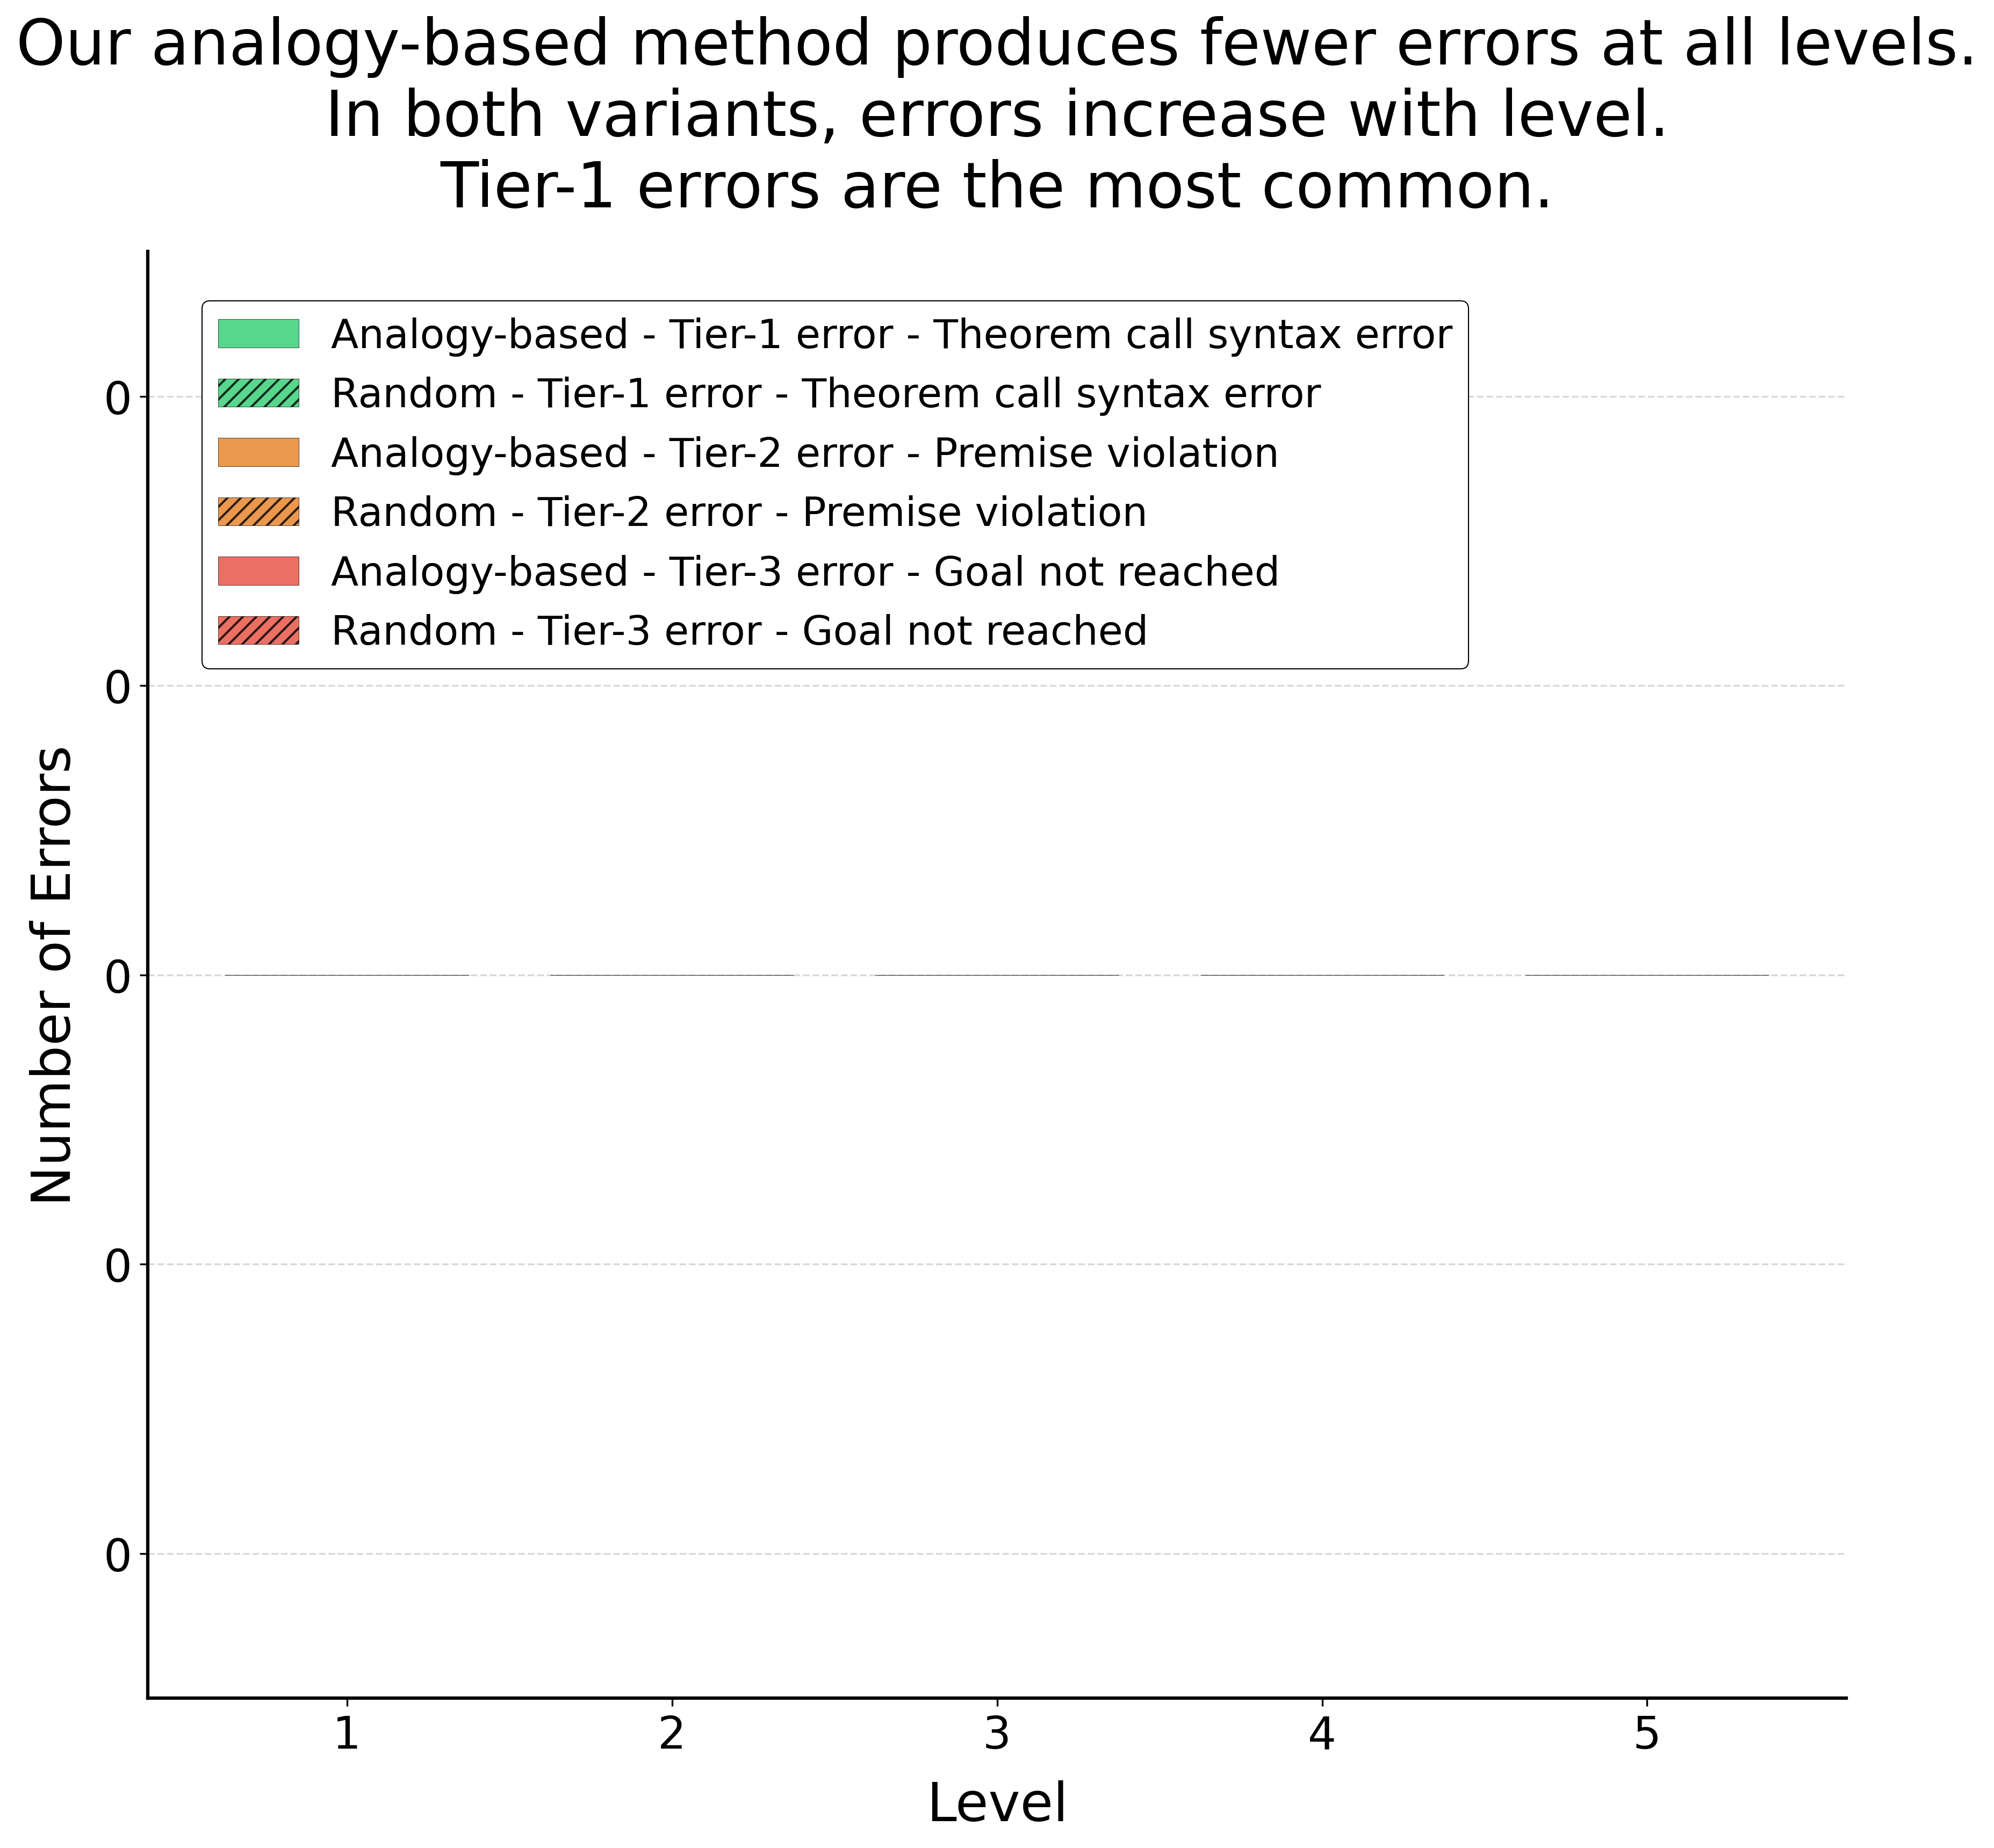 Our analogy-based method produces fewer errors at all levels.
In both variants, errors increase with level.
Tier-1 errors are the most common.
Analogy-based - Tier-1 error - Theorem call syntax error
Random - Tier-1 error - Theorem call syntax error
Analogy-based - Tier-2 error - Premise violation
Random - Tier-2 error - Premise violation
Analogy-based - Tier-3 error - Goal not reached
Random - Tier-3 error - Goal not reached
Number of Errors
0
0
0
0
0
1 2 3 4 5
Level